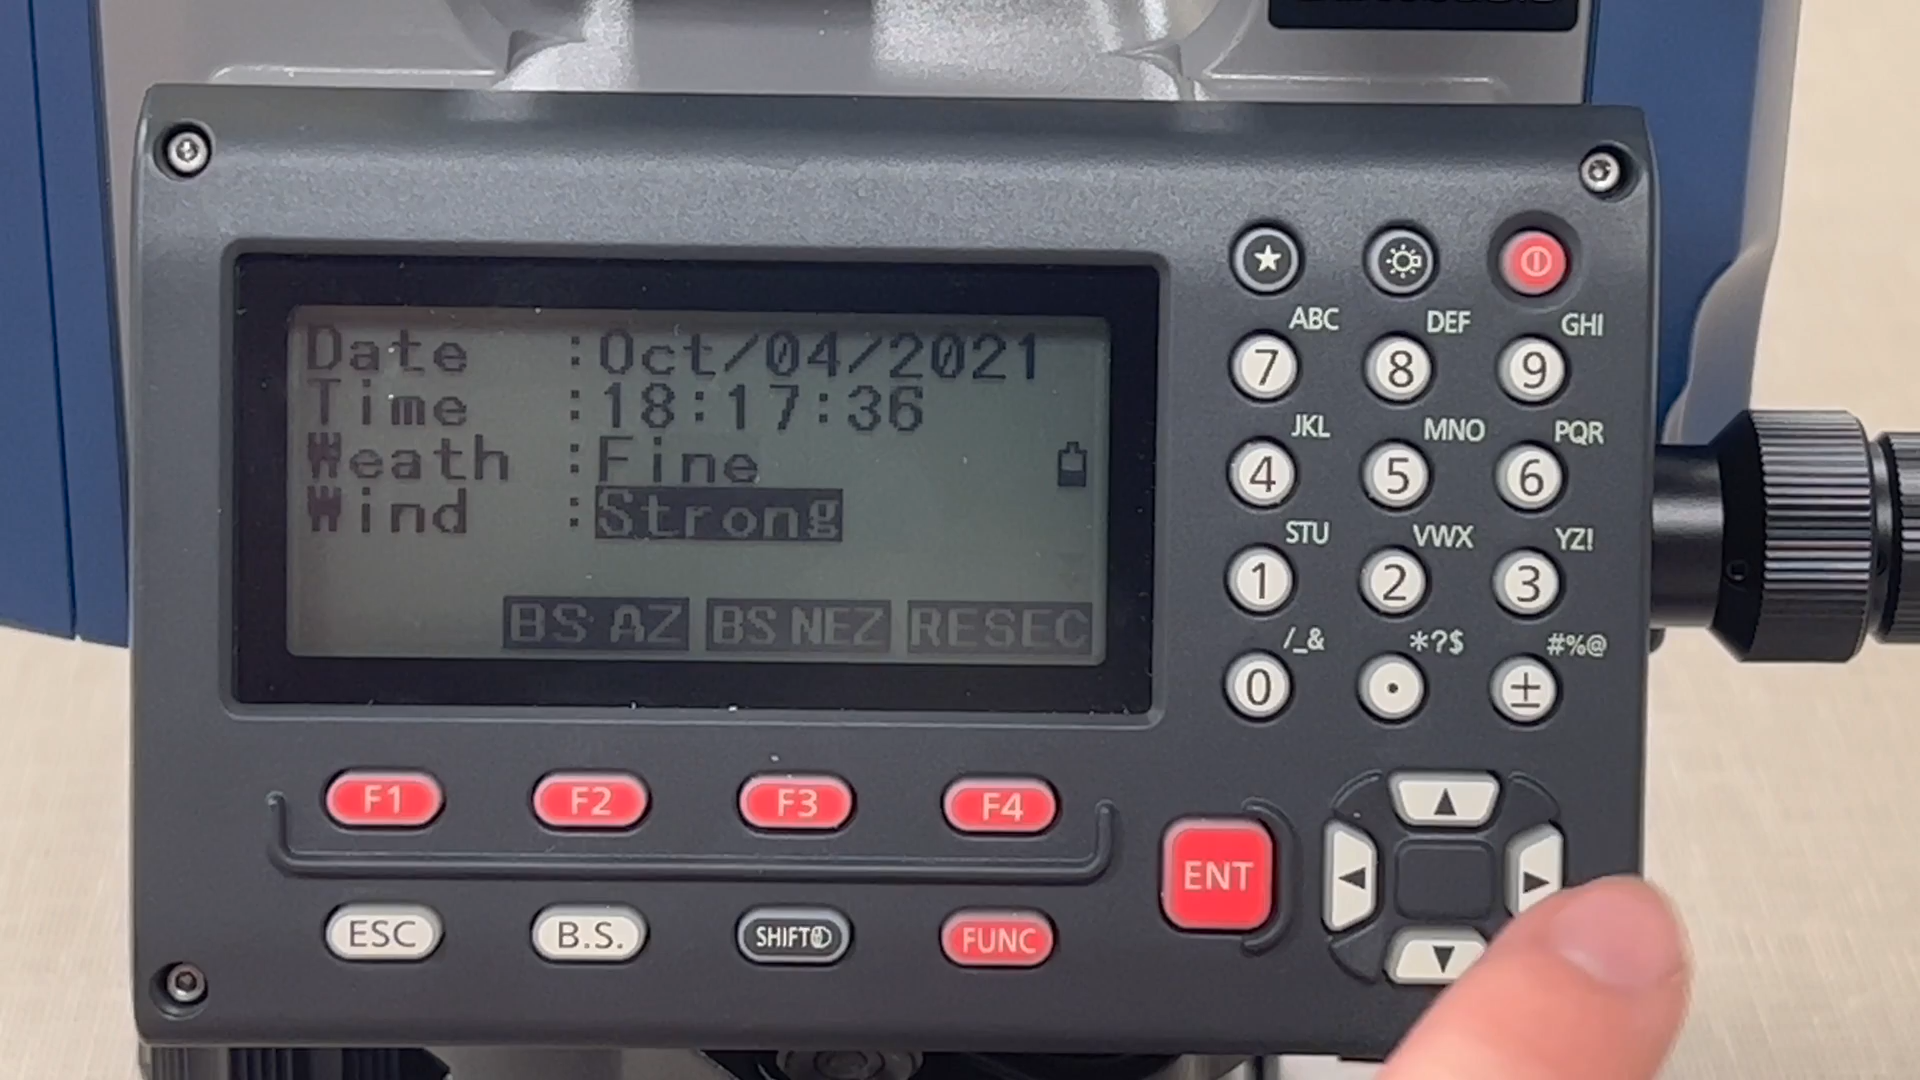 Date :Oct/04/2021
Time :18:17:36
Weath :Fine
Wind :Strong
BS AZ BS NEZ RESEC
ABC DEF GHI
7 8 9
JKL MNO PQR
4 5 6
STU VWX YZ!
1 2 3
/_& *?$ #%@
0 • ±
F1 F2 F3 F4
ENT
ESC B.S. SHIFT FUNC